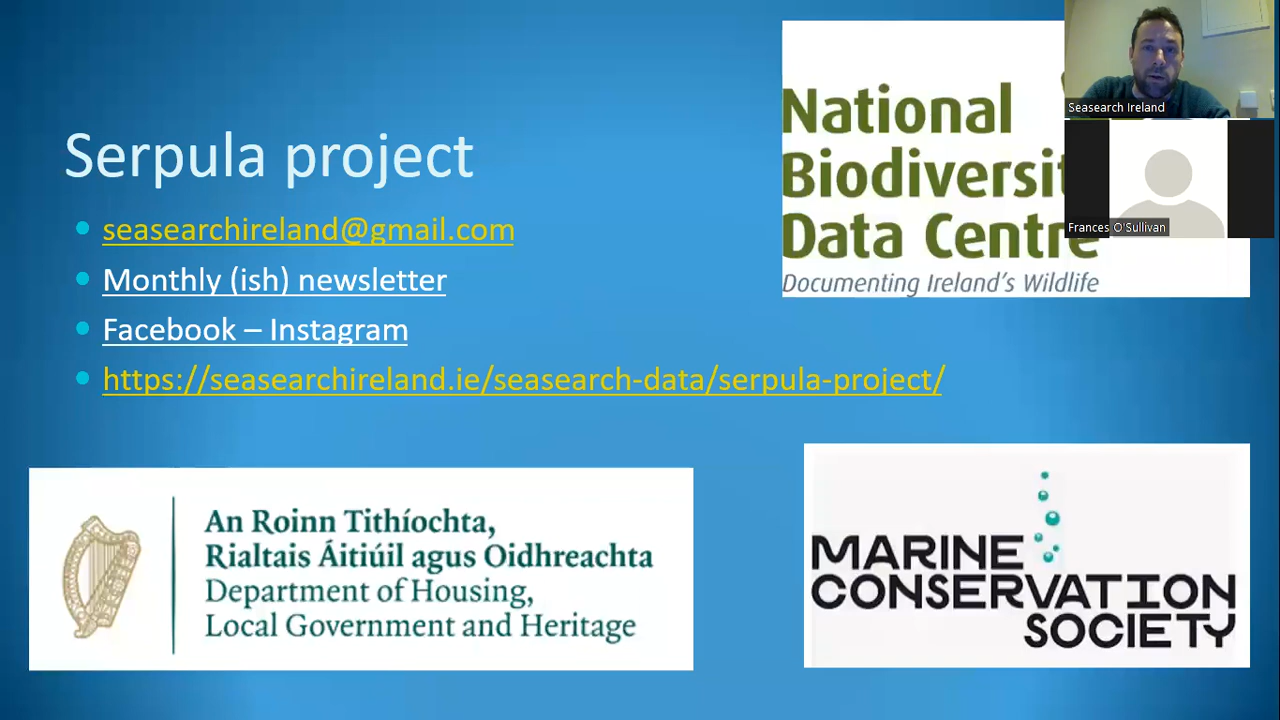 Serpula project
seasearchireland@gmail.com
Monthly (ish) newsletter
Facebook – Instagram
https://seasearchireland.ie/seasearch-data/serpula-project/
National
Biodiversit
Data Centre
Documenting Ireland's Wildlife
Seasearch Ireland
Frances O'Sullivan
An Roinn Tithíochta,
Rialtais Áitiúil agus Oidhreachta
Department of Housing,
Local Government and Heritage
MARINE
CONSERVATION
SOCIETY